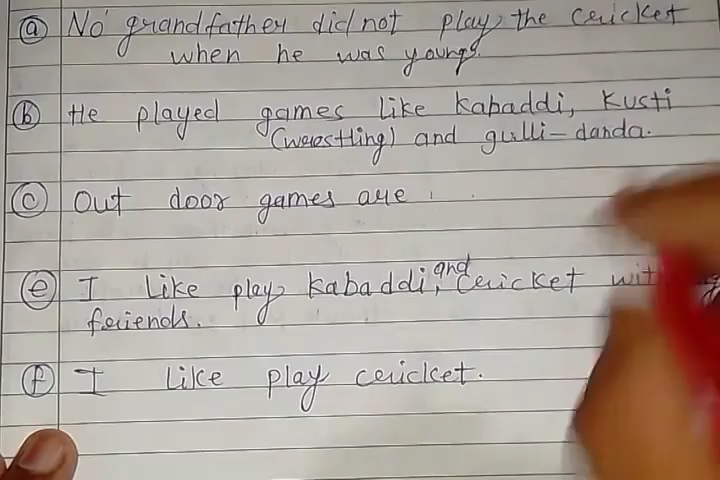 (a) No grandfather did not play the cricket
when he was young.
(b) He played games like Kabaddi, Kusti
(wrestling) and gulli-danda.
(c) Out door games are
(e) I like play Kabaddi, and Cricket with
friends.
(f) I like play cricket.